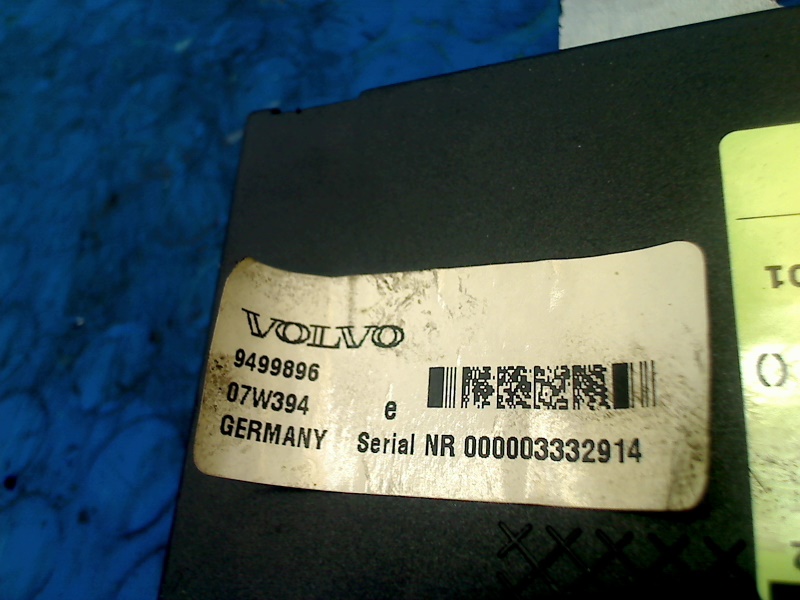 VOLVO
9499896
07W394
e
GERMANY Serial NR 000003332914